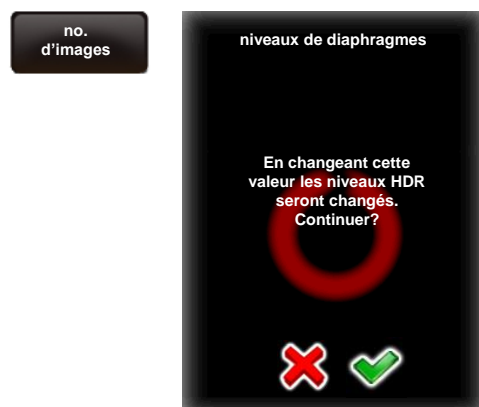 no.
d’images
niveaux de diaphragmes
En changeant cette
valeur les niveaux HDR
seront changés.
Continuer?